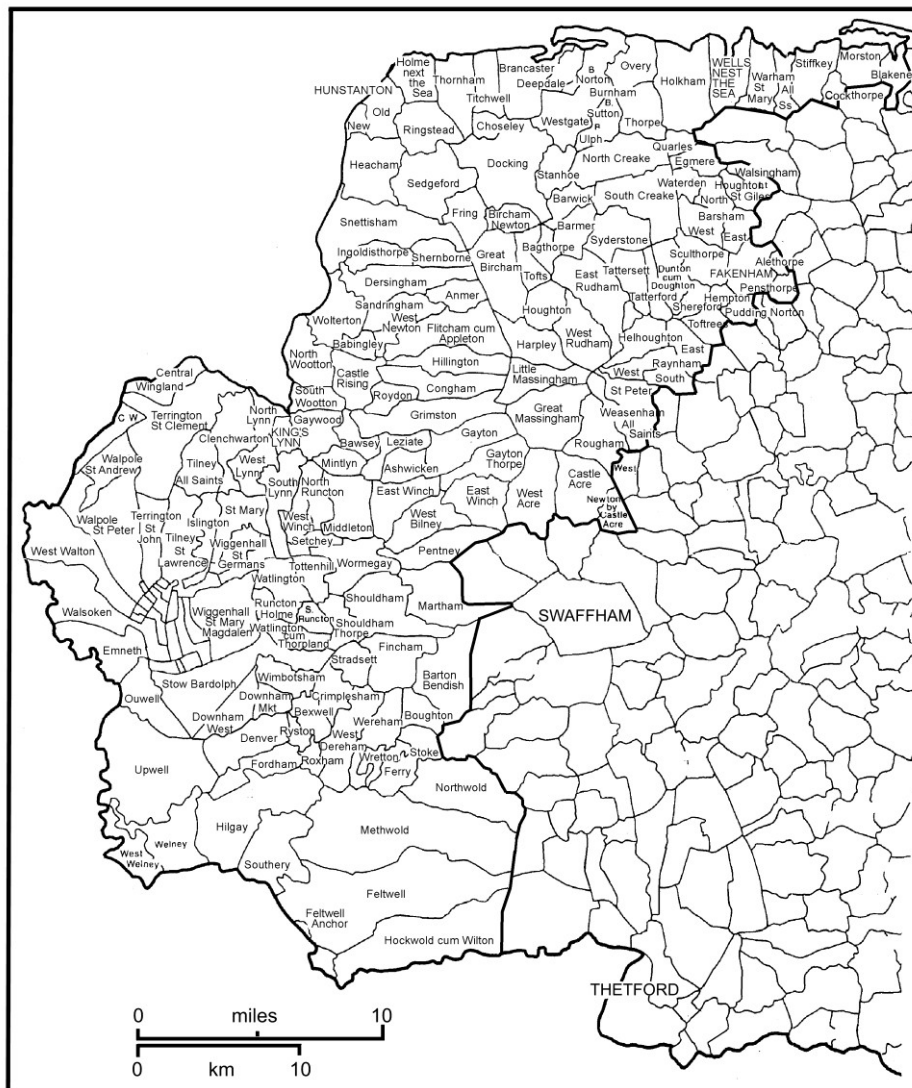 Holme
next
the
Sea
HUNSTANTON
Old
New
Ringstead
Thornham
Titchwell
Brancaster
Deepdale
Choseley
B.
Norton
Burnham
B.
Sutton
Ulph
Westgate
Overy
Thorpe
Holkham
WELLS
NEST
THE
SEA
Warham
St
Mary
All
Ss
Stiffkey
Morston
Blakene
Cockthorpe
Heacham
Sedgeford
Docking
Stanhoe
North Creake
Quarles
Egmere
Walsingham
Waterden
Houghton
St Giles
North
South Creake
Barwick
Snettisham
Fring
Bircham
Newton
Barmer
Barsham
West
East
Ingoldisthorpe
Shernborne
Great
Bircham
Bagthorpe
Syderstone
Sculthorpe
Alethorpe
Dersingham
Tofts
East
Rudham
Tattersett
Dunton
cum
Doughton
FAKENHAM
Pensthorpe
Sandringham
Anmer
Tatterford
Shereford
Hempton
Pudding Norton
Wolterton
West
Newton
Houghton
Toftrees
Babingley
Flitcham cum
Appleton
Harpley
West
Rudham
Helhoughton
East
Raynham
West
South
North
Wootton
Castle
Rising
Hillington
Little
Massingham
St Peter
Roydon
Congham
South
Wootton
Grimston
Great
Massingham
Weasenham
All
Saints
Central
Wingland
C W
Terrington
St Clement
North
Lynn
Gaywood
KING'S
LYNN
Clenchwarton
Bawsey
Leziate
Gayton
Rougham
Walpole
St Andrew
Tilney
All Saints
West
Lynn
Mintlyn
Ashwicken
Gayton
Thorpe
Castle
Acre
West
South
Lynn
North
Runcton
East Winch
East
Winch
West
Acre
Newton
by
Castle
Acre
Walpole
St Peter
Terrington
St
John
Islington
St Mary
West
Winch
Setchey
Middleton
West
Bilney
West Walton
Tilney
St
Lawrence
Wiggenhall
St
Germans
Tottenhill
Wormegay
Pentney
Watlington
Walsoken
Wiggenhall
St Mary
Magdalen
Runcton
Holme
S.
Runcton
Shouldham
Martham
SWAFFHAM
Watlington
cum
Thorpland
Shouldham
Thorpe
Emneth
Fincham
Stradsett
Stow Bardolph
Wimbotsham
Barton
Bendish
Ouwell
Downham
Mkt
Crimplesham
Bexwell
Downham
West
Ryston
Wereham
Boughton
Denver
West
Dereham
Wretton
Stoke
Ferry
Upwell
Fordham
Roxham
Northwold
Hilgay
Methwold
Welney
West
Welney
Southery
Feltwell
Feltwell
Anchor
Hockwold cum Wilton
THETFORD
0 miles 10
0 km 10